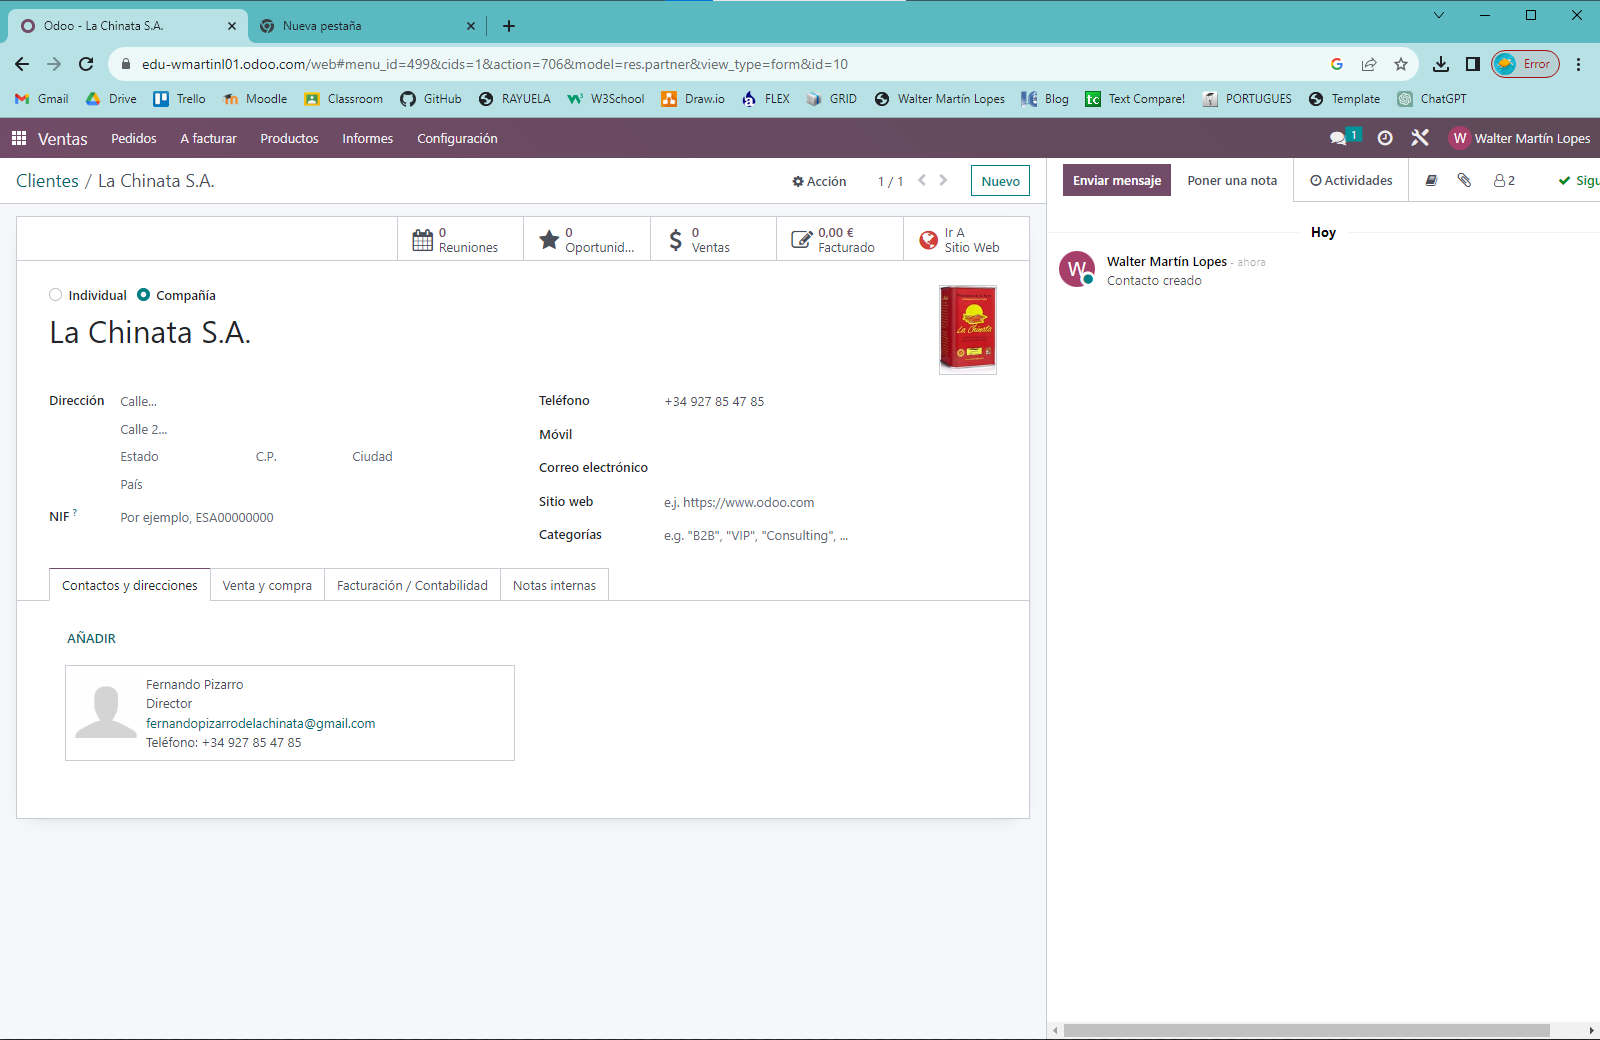 Odoo - La Chinata S.A.
Nueva pestaña
edu-wmartinl01.odoo.com/web#menu_id=499&cids=1&action=706&model=res.partner&view_type=form&id=10
Error
Gmail Drive Trello Moodle Classroom GitHub RAYUELA W3School Draw.io FLEX GRID Walter Martín Lopes Blog Text Compare! PORTUGUES Template ChatGPT
Ventas Pedidos A facturar Productos Informes Configuración 1 W Walter Martín Lopes
Clientes / La Chinata S.A.
Acción 1 / 1 Nuevo
Enviar mensaje Poner una nota Actividades 2 Sigu
0
Reuniones
0
Oportunid...
0
Ventas
0,00 €
Facturado
Ir A
Sitio Web
Hoy
W
Walter Martín Lopes - ahora
Contacto creado
Individual Compañía
La Chinata S.A.
La Chinata
Dirección Calle...
Calle 2...
Estado C.P. Ciudad
País
NIF ? Por ejemplo, ESA00000000
Teléfono +34 927 85 47 85
Móvil
Correo electrónico
Sitio web e.j. https://www.odoo.com
Categorías e.g. "B2B", "VIP", "Consulting", ...
Contactos y direcciones Venta y compra Facturación / Contabilidad Notas internas
AÑADIR
Fernando Pizarro
Director
fernandopizarrodelachinata@gmail.com
Teléfono: +34 927 85 47 85